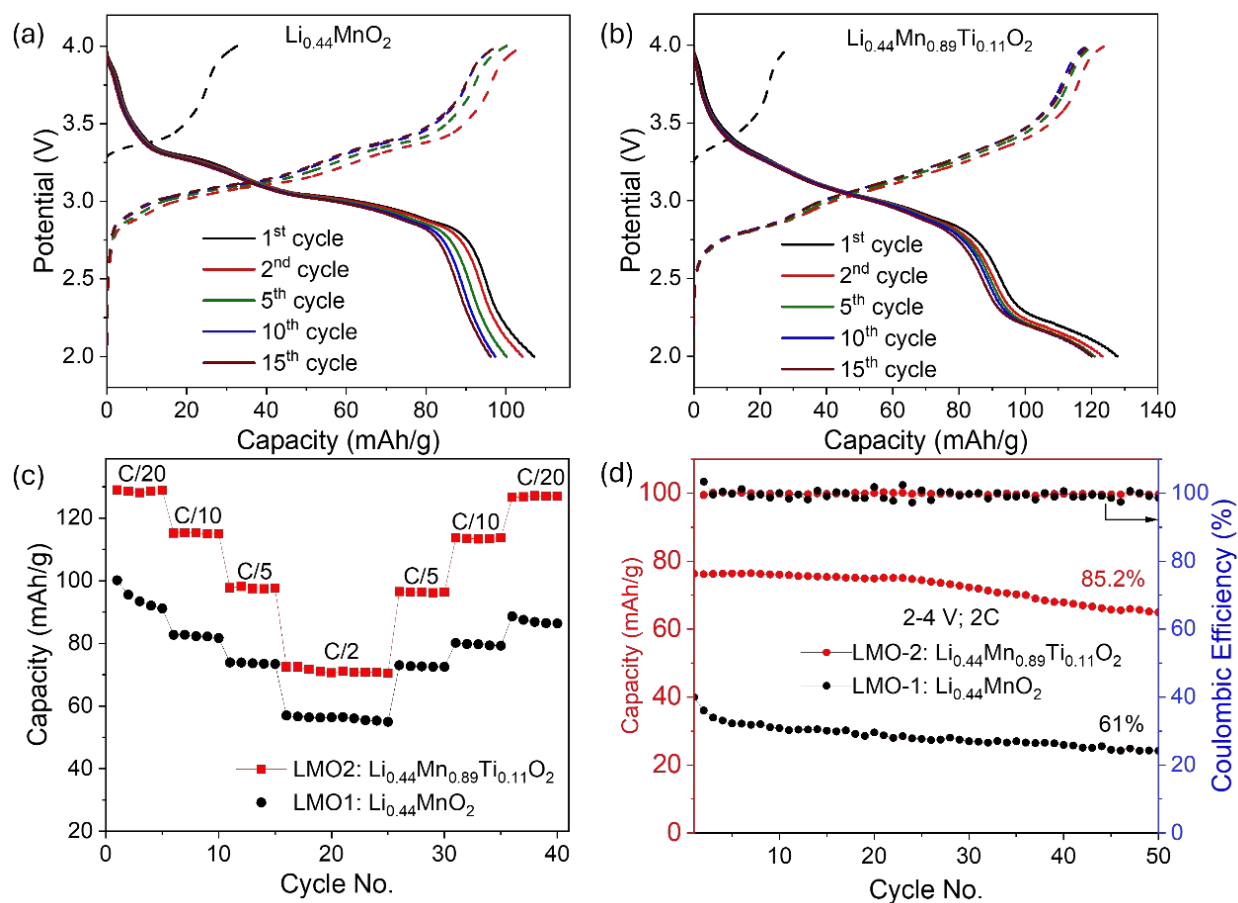 (a)
Li0.44MnO2
4.0
3.5
3.0
2.5
2.0
Potential (V)
1st cycle
2nd cycle
5th cycle
10th cycle
15th cycle
0 20 40 60 80 100
Capacity (mAh/g)
(b)
Li0.44Mn0.89Ti0.11O2
4.0
3.5
3.0
2.5
2.0
Potential (V)
1st cycle
2nd cycle
5th cycle
10th cycle
15th cycle
0 20 40 60 80 100 120 140
Capacity (mAh/g)
(c)
C/20
C/10
C/5
C/2
C/5
C/10
C/20
120
100
80
60
40
20
Capacity (mAh/g)
LMO2: Li0.44Mn0.89Ti0.11O2
LMO1: Li0.44MnO2
0 10 20 30 40
Cycle No.
(d)
100
80
60
40
20
0
Capacity (mAh/g)
85.2%
2-4 V; 2C
LMO-2: Li0.44Mn0.89Ti0.11O2
LMO-1: Li0.44MnO2
61%
100
80
60
40
20
0
Coulombic Efficiency (%)
10 20 30 40 50
Cycle No.